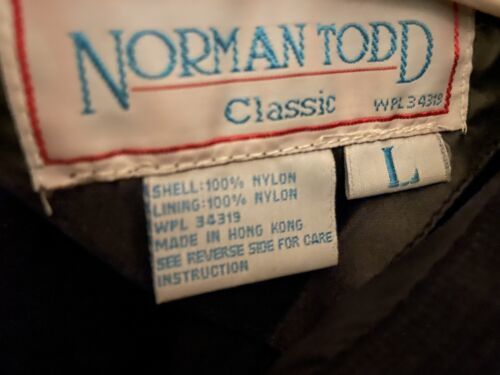 NORMAN TODD
Classic WPL 34319
L
SHELL:100% NYLON
LINING:100% NYLON
WPL 34319
MADE IN HONG KONG
SEE REVERSE SIDE FOR CARE
INSTRUCTION